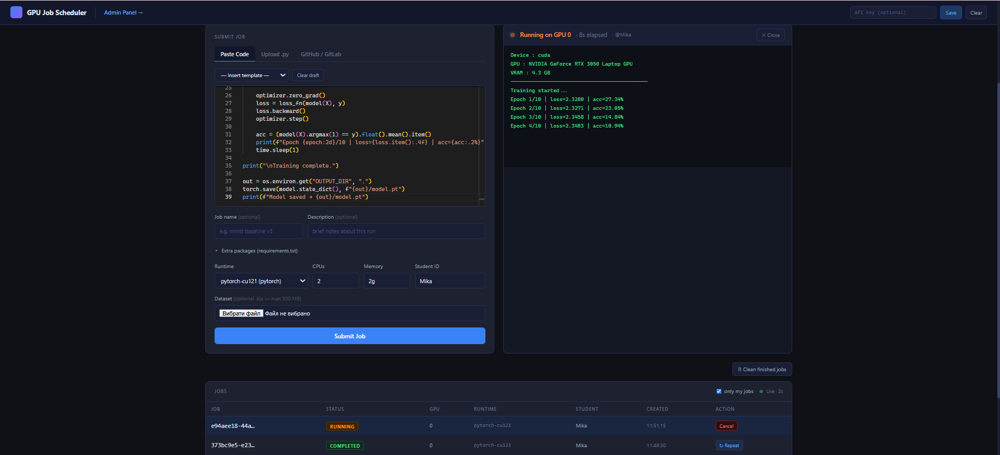 GPU Job Scheduler
Admin Panel →
API Key (optional)
Save
Clear
SUBMIT JOB
Paste Code
Upload .py
GitHub / GitLab
— Insert template —
Clear draft
25
26 optimizer.zero_grad()
27 loss = loss_fn(model(X), y)
28 loss.backward()
29 optimizer.step()
30
31 acc = (model(X).argmax(1) == y).float().mean().item()
32 print(f"Epoch {epoch:2d}/10 | loss={loss.item():.4f} | acc={acc:.2%}"
33 time.sleep(1)
34
35 print("\nTraining complete.")
36
37 out = os.environ.get("OUTPUT_DIR", ".")
38 torch.save(model.state_dict(), f"{out}/model.pt")
39 print(f"Model saved → {out}/model.pt")
Job name (optional)
Description (optional)
e.g. mnist baseline v3
brief notes about this run
Extra packages (requirements.txt)
Runtime
CPUs
Memory
Student ID
pytorch-cu121 (pytorch)
2
2g
Mika
Dataset (optional .zip — max 500 MB)
Вибрати файл Файл не вибрано
Submit Job
Running on GPU 0 · 8s elapsed · @Mika
× Close
Device : cuda
GPU : NVIDIA GeForce RTX 3050 Laptop GPU
VRAM : 4.3 GB
Training started...
Epoch 1/10 | loss=2.3280 | acc=27.34%
Epoch 2/10 | loss=2.3271 | acc=23.05%
Epoch 3/10 | loss=2.3458 | acc=14.84%
Epoch 4/10 | loss=2.3483 | acc=10.94%
Clean finished jobs
JOBS
only my jobs
Live · 2s
JOB STATUS GPU RUNTIME STUDENT CREATED ACTION
e94aee18-44a… RUNNING 0 pytorch-cu121 Mika 11:51:15 Cancel
373bc9e5-e23… COMPLETED 0 pytorch-cu121 Mika 11:49:30 ↻ Repeat